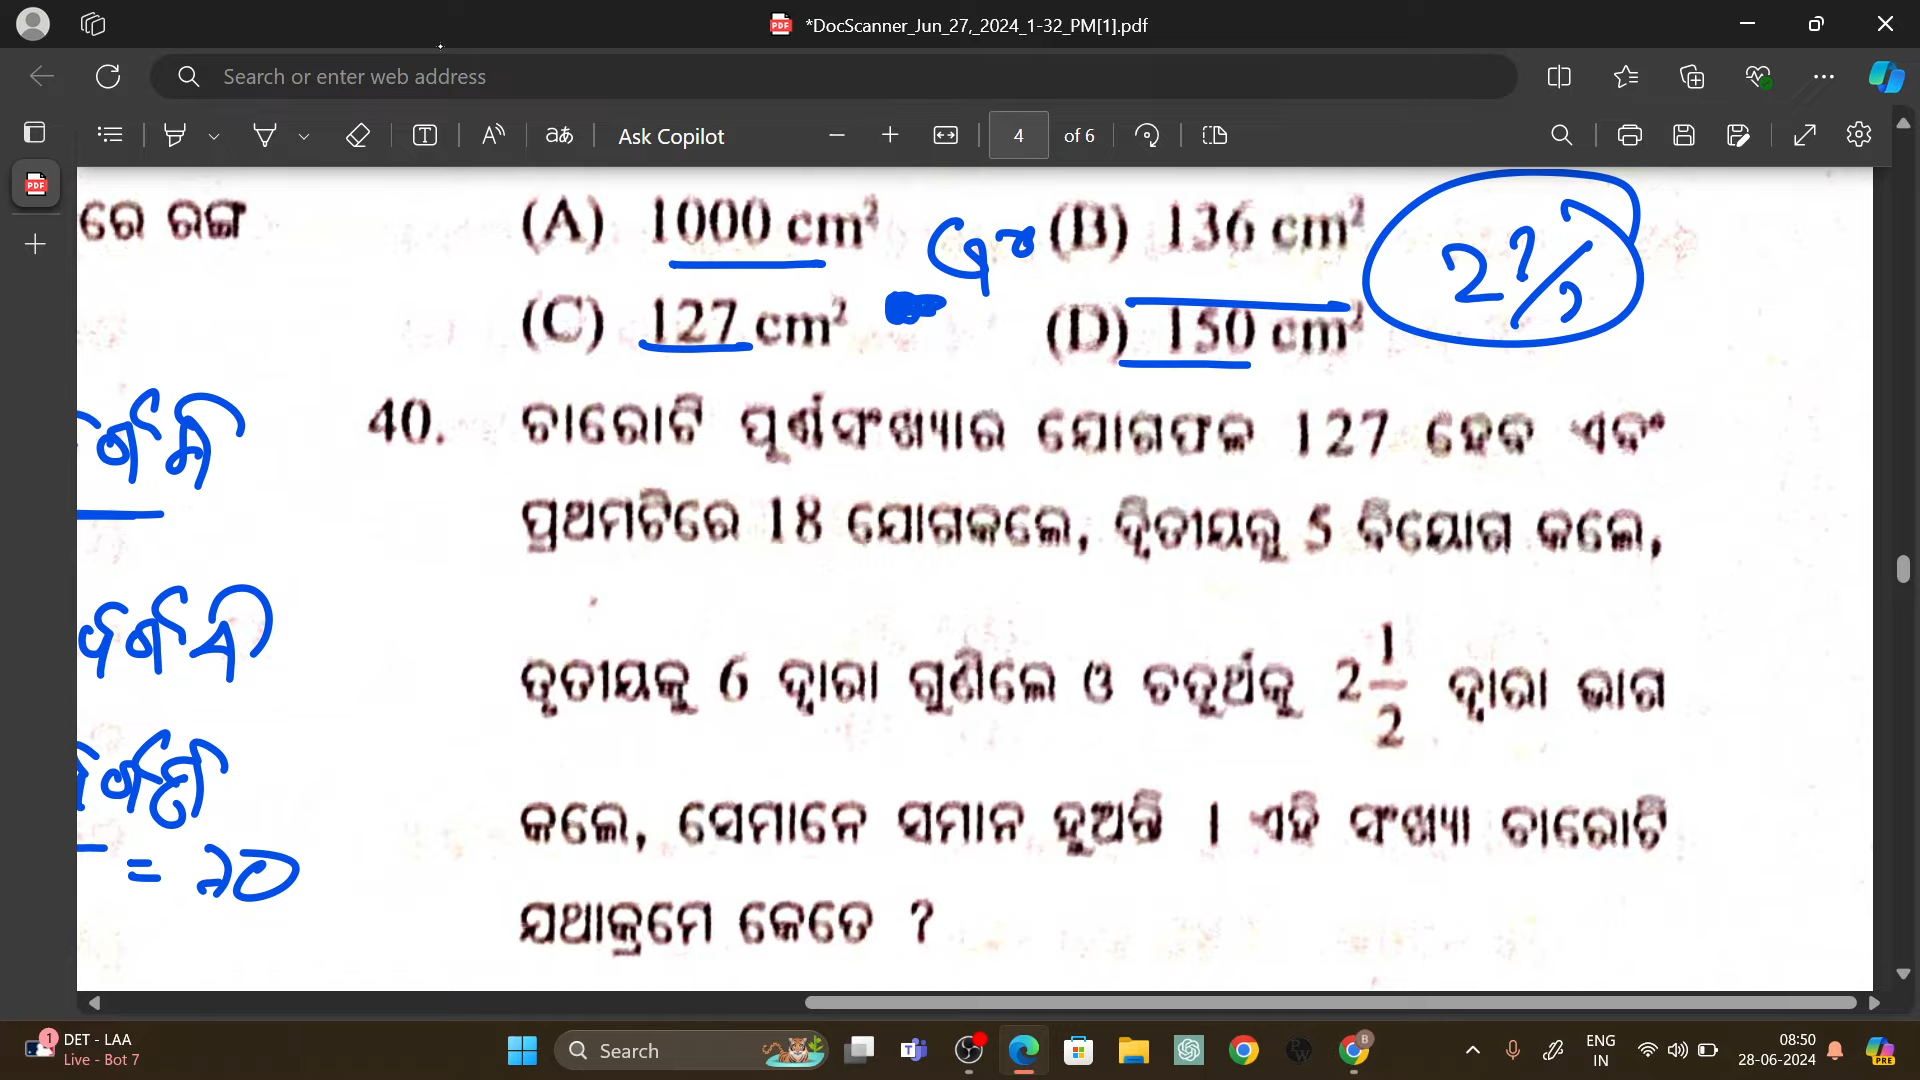 *DocScanner_Jun_27,_2024_1-32_PM[1].pdf
Search or enter web address
Ask Copilot
4 of 6
ରେ ରଙ୍ଗ
(A) 1000 cm² (B) 136 cm²
(C) 127 cm² (D) 150 cm²
40. ଚାରୋଟି ପୂର୍ଣ୍ଣସଂଖ୍ୟାର ଯୋଗଫଳ 127 ହେବ ଏବଂ
ପ୍ରଥମଟିରେ 18 ଯୋଗକଲେ, ଦ୍ୱିତୀୟରୁ 5 ବିୟୋଗ କଲେ,
ତୃତୀୟକୁ 6 ଦ୍ୱାରା ଗୁଣିଲେ ଓ ଚତୁର୍ଥକୁ 2 1/2 ଦ୍ୱାରା ଭାଗ
କଲେ, ସେମାନେ ସମାନ ହୁଅନ୍ତି । ଏହି ସଂଖ୍ୟା ଚାରୋଟି
ଯଥାକ୍ରମେ କେତେ ?
DET - LAA
Live - Bot 7
1
Search
ENG
IN
08:50
28-06-2024